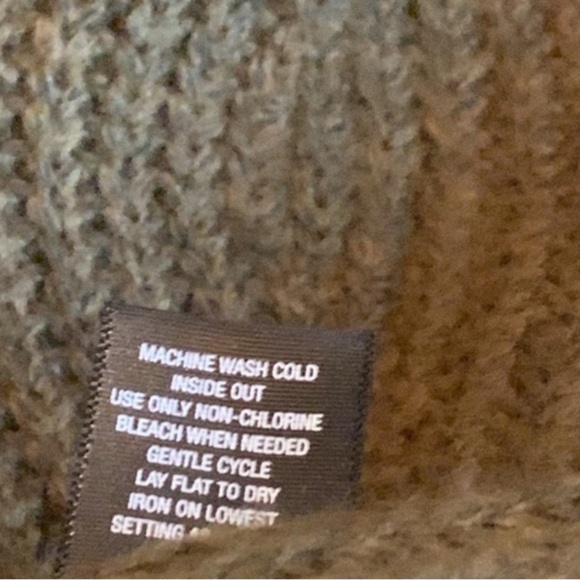 MACHINE WASH COLD
INSIDE OUT
USE ONLY NON-CHLORINE
BLEACH WHEN NEEDED
GENTLE CYCLE
LAY FLAT TO DRY
IRON ON LOWEST
SETTING